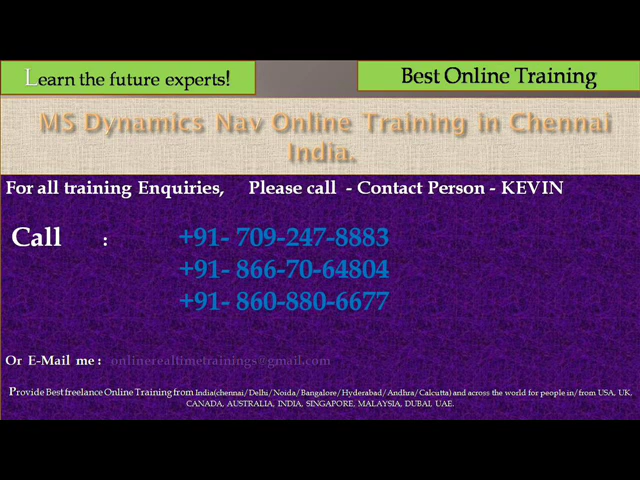 Learn the future experts!
Best Online Training
MS Dynamics Nav Online Training in Chennai
India.
For all training Enquiries, Please call - Contact Person - KEVIN
Call : +91- 709-247-8883
+91- 866-70-64804
+91- 860-880-6677
Or E-Mail me : onlinerealtimetrainings@gmail.com
Provide Best freelance Online Training from India(chennai/Delhi/Noida/Bangalore/Hyderabad/Andhra/Calcutta) and across the world for people in/from USA, UK,
CANADA, AUSTRALIA, INDIA, SINGAPORE, MALAYSIA, DUBAI, UAE.